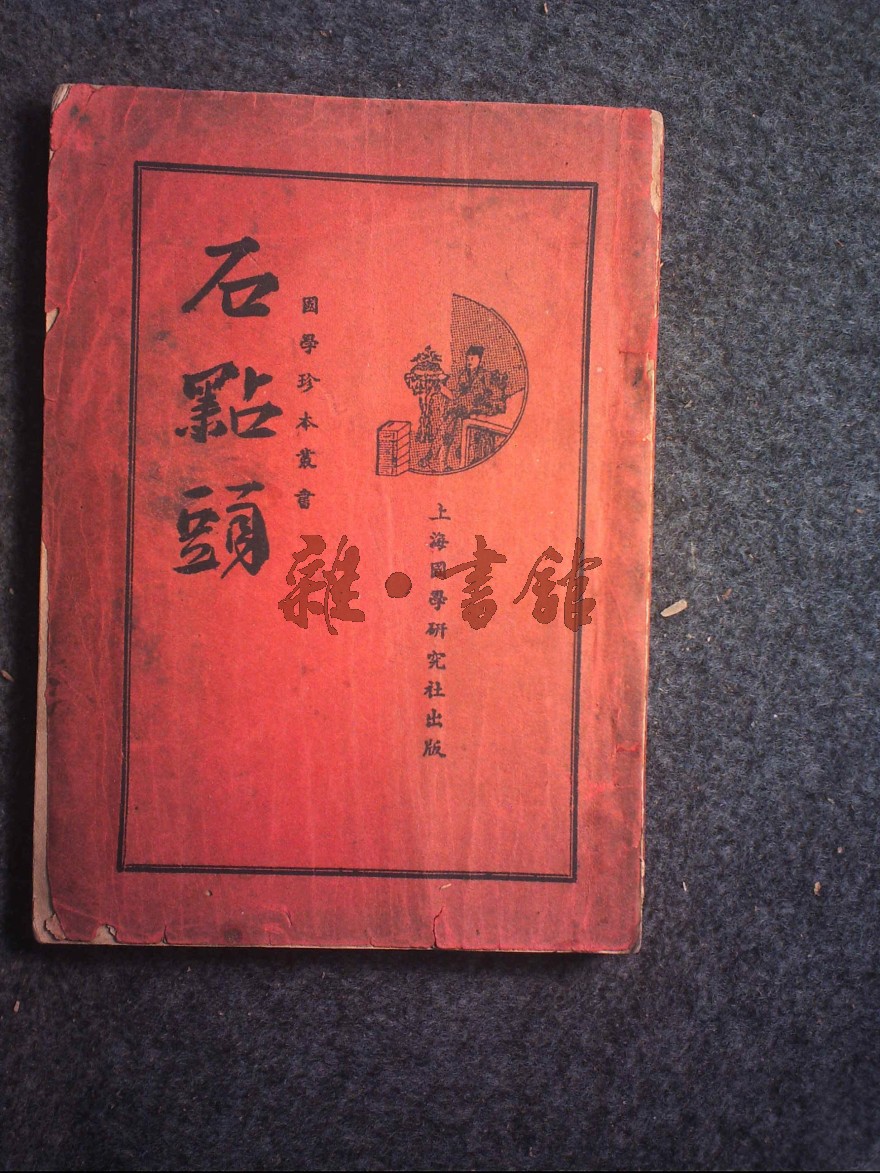 石點頭
國學珍本叢書
上海國學研究社出版
雜·書館